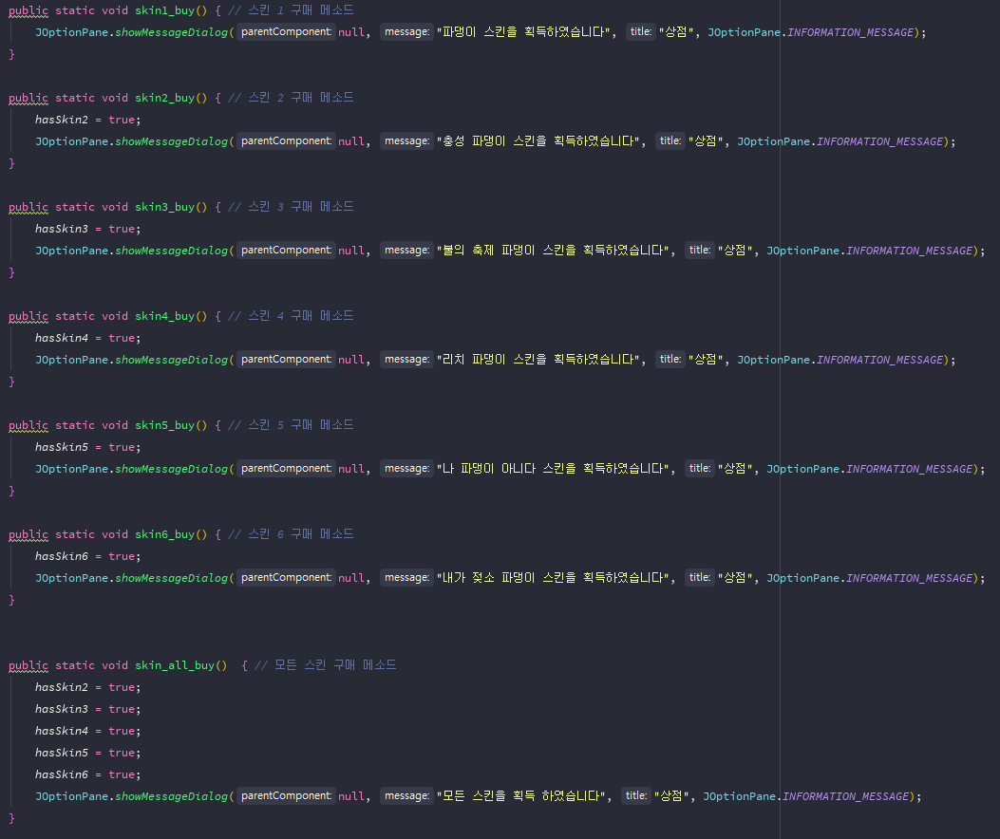 public static void skin1_buy() { // 스킨 1 구매 메소드
JOptionPane.showMessageDialog( parentComponent: null, message: "파댕이 스킨을 획득하였습니다", title: "상점", JOptionPane.INFORMATION_MESSAGE);
}
public static void skin2_buy() { // 스킨 2 구매 메소드
hasSkin2 = true;
JOptionPane.showMessageDialog( parentComponent: null, message: "충성 파댕이 스킨을 획득하였습니다", title: "상점", JOptionPane.INFORMATION_MESSAGE);
}
public static void skin3_buy() { // 스킨 3 구매 메소드
hasSkin3 = true;
JOptionPane.showMessageDialog( parentComponent: null, message: "불의 축제 파댕이 스킨을 획득하였습니다", title: "상점", JOptionPane.INFORMATION_MESSAGE);
}
public static void skin4_buy() { // 스킨 4 구매 메소드
hasSkin4 = true;
JOptionPane.showMessageDialog( parentComponent: null, message: "리치 파댕이 스킨을 획득하였습니다", title: "상점", JOptionPane.INFORMATION_MESSAGE);
}
public static void skin5_buy() { // 스킨 5 구매 메소드
hasSkin5 = true;
JOptionPane.showMessageDialog( parentComponent: null, message: "나 파댕이 아니다 스킨을 획득하였습니다", title: "상점", JOptionPane.INFORMATION_MESSAGE);
}
public static void skin6_buy() { // 스킨 6 구매 메소드
hasSkin6 = true;
JOptionPane.showMessageDialog( parentComponent: null, message: "내가 젖소 파댕이 스킨을 획득하였습니다", title: "상점", JOptionPane.INFORMATION_MESSAGE);
}
public static void skin_all_buy()  { // 모든 스킨 구매 메소드
hasSkin2 = true;
hasSkin3 = true;
hasSkin4 = true;
hasSkin5 = true;
hasSkin6 = true;
JOptionPane.showMessageDialog( parentComponent: null, message: "모든 스킨을 획득 하였습니다", title: "상점", JOptionPane.INFORMATION_MESSAGE);
}